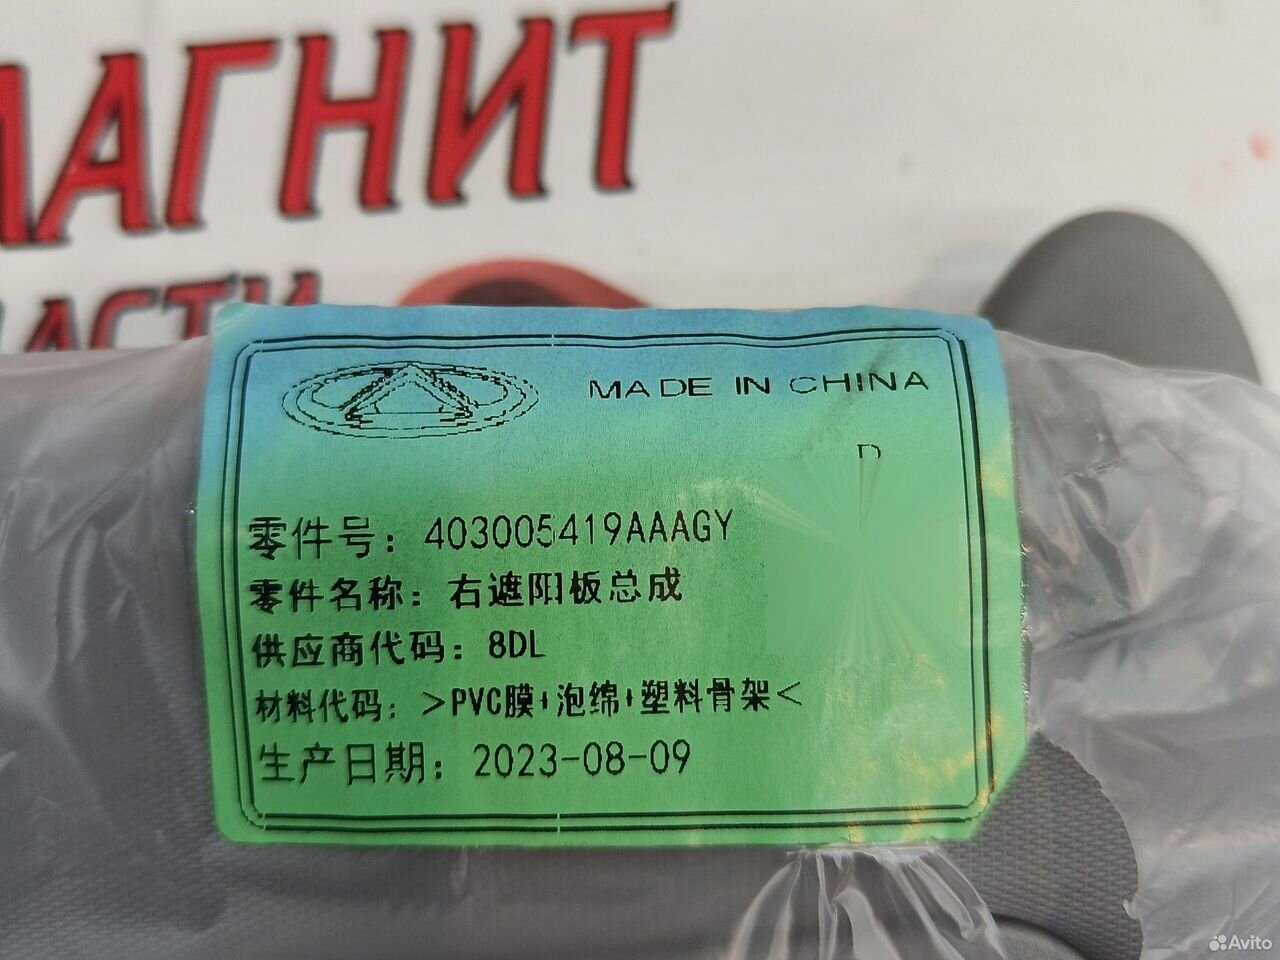 МАГНИТ
ЧАСТИ
MADE IN CHINA
D
零件号: 403005419AAAGY
零件名称: 右遮阳板总成
供应商代码: 8DL
材料代码: >PVC膜+泡绵+塑料骨架<
生产日期: 2023-08-09
Avito